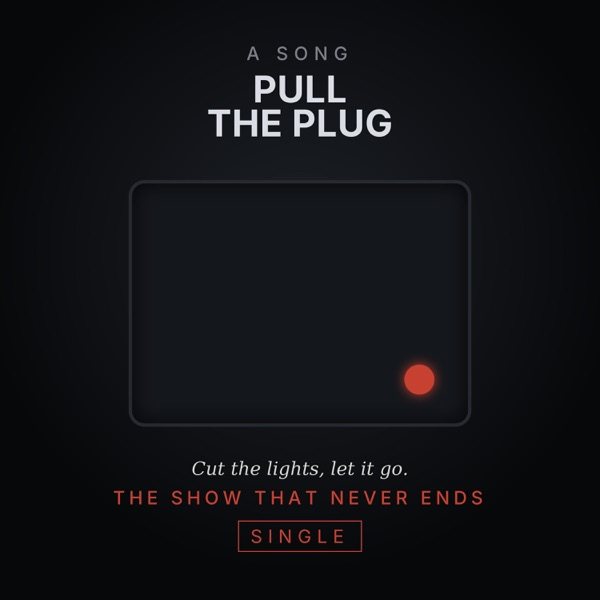 A SONG
PULL
THE PLUG
Cut the lights, let it go.
THE SHOW THAT NEVER ENDS
SINGLE